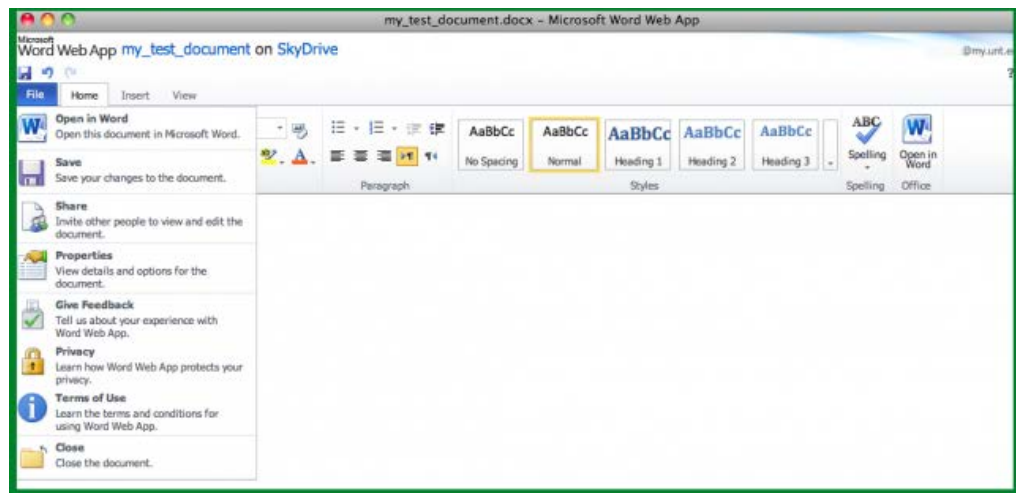 my_test_document.docx - Microsoft Word Web App
Microsoft
Word Web App my_test_document on SkyDrive
@my.unt.e
?
File Home Insert View
Open in Word
Open this document in Microsoft Word.
Save
Save your changes to the document.
Share
Invite other people to view and edit the
document.
Properties
View details and options for the
document.
Give Feedback
Tell us about your experience with
Word Web App.
Privacy
Learn how Word Web App protects your
privacy.
Terms of Use
Learn the terms and conditions for
using Word Web App.
Close
Close the document.
Paragraph
AaBbCc AaBbCc AaBbCc AaBbCc AaBbCc
No Spacing Normal Heading 1 Heading 2 Heading 3
Styles
ABC
Spelling
Spelling
Open in
Word
Office